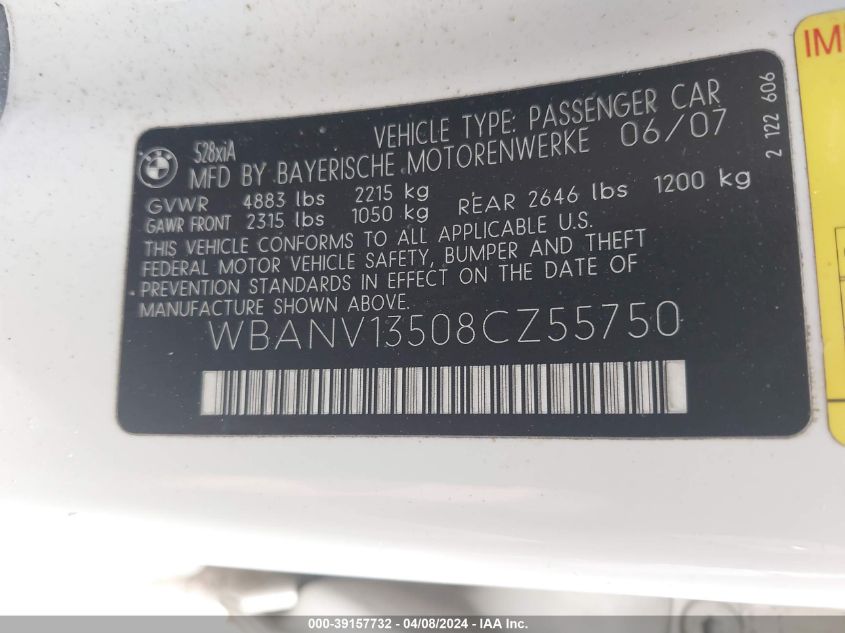 528xiA
VEHICLE TYPE: PASSENGER CAR
MFD BY BAYERISCHE MOTORENWERKE 06/07
GVWR 4883 lbs 2215 kg
GAWR FRONT 2315 lbs 1050 kg REAR 2646 lbs 1200 kg
THIS VEHICLE CONFORMS TO ALL APPLICABLE U.S.
FEDERAL MOTOR VEHICLE SAFETY, BUMPER AND THEFT
PREVENTION STANDARDS IN EFFECT ON THE DATE OF
MANUFACTURE SHOWN ABOVE.
WBANV13508CZ55750
2 122 606
000-39157732 - 04/08/2024 - IAA Inc.